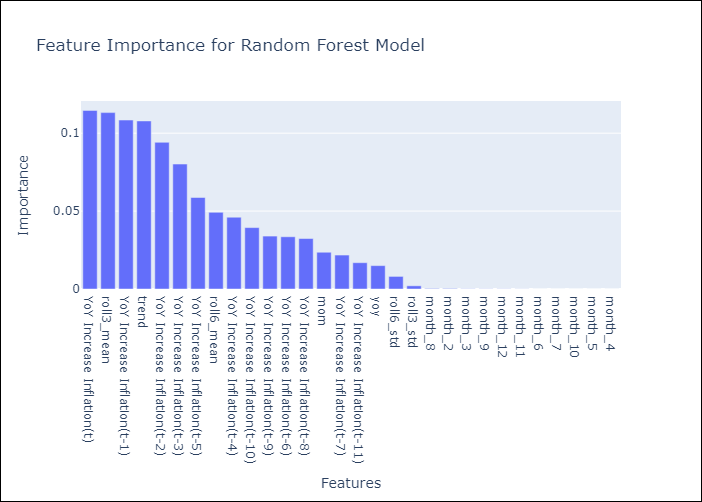 Feature Importance for Random Forest Model
Importance
0.1
0.05
0
YoY Increase Inflation(t)
roll3_mean
YoY Increase Inflation(t-1)
trend
YoY Increase Inflation(t-2)
YoY Increase Inflation(t-3)
YoY Increase Inflation(t-5)
roll6_mean
YoY Increase Inflation(t-4)
YoY Increase Inflation(t-10)
YoY Increase Inflation(t-9)
YoY Increase Inflation(t-6)
YoY Increase Inflation(t-8)
mom
YoY Increase Inflation(t-7)
YoY Increase Inflation(t-11)
yoy
roll6_std
roll3_std
month_8
month_2
month_3
month_9
month_12
month_11
month_6
month_7
month_10
month_5
month_4
Features